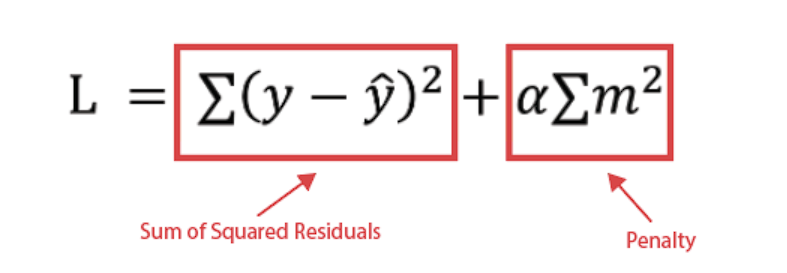 L = ∑(y − ŷ)² + α∑m²
Sum of Squared Residuals
Penalty